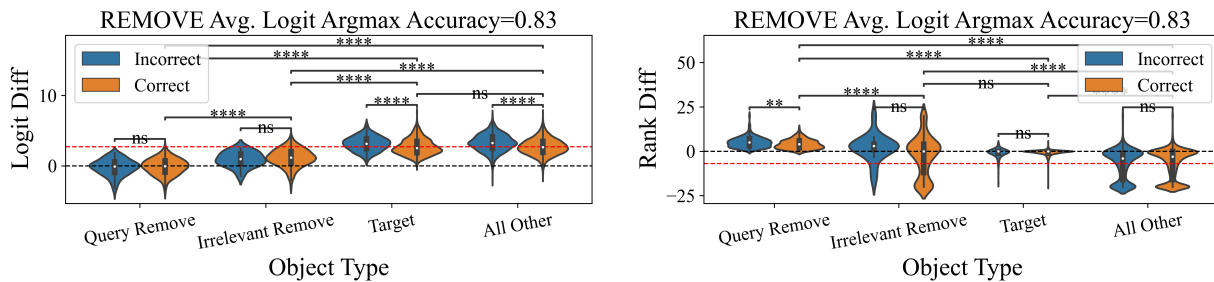 REMOVE Avg. Logit Argmax Accuracy=0.83
Incorrect
Correct
****
****
****
****
ns
****
****
****
ns
ns
10
0
Logit Diff
Query Remove
Irrelevant Remove
Target
All Other
Object Type
REMOVE Avg. Logit Argmax Accuracy=0.83
Incorrect
Correct
****
****
****
ns
****
**
ns
ns
ns
50
25
0
−25
Rank Diff
Query Remove
Irrelevant Remove
Target
All Other
Object Type